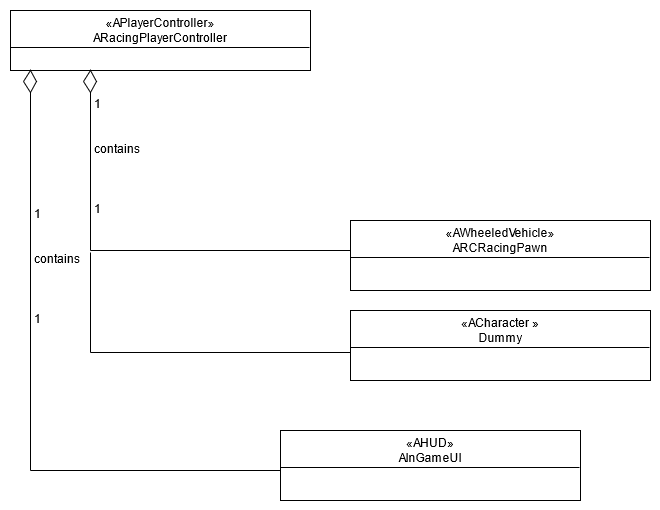 «APlayerController»
ARacingPlayerController
1
contains
1
1
contains
1
«AWheeledVehicle»
ARCRacingPawn
«ACharacter »
Dummy
«AHUD»
AInGameUI